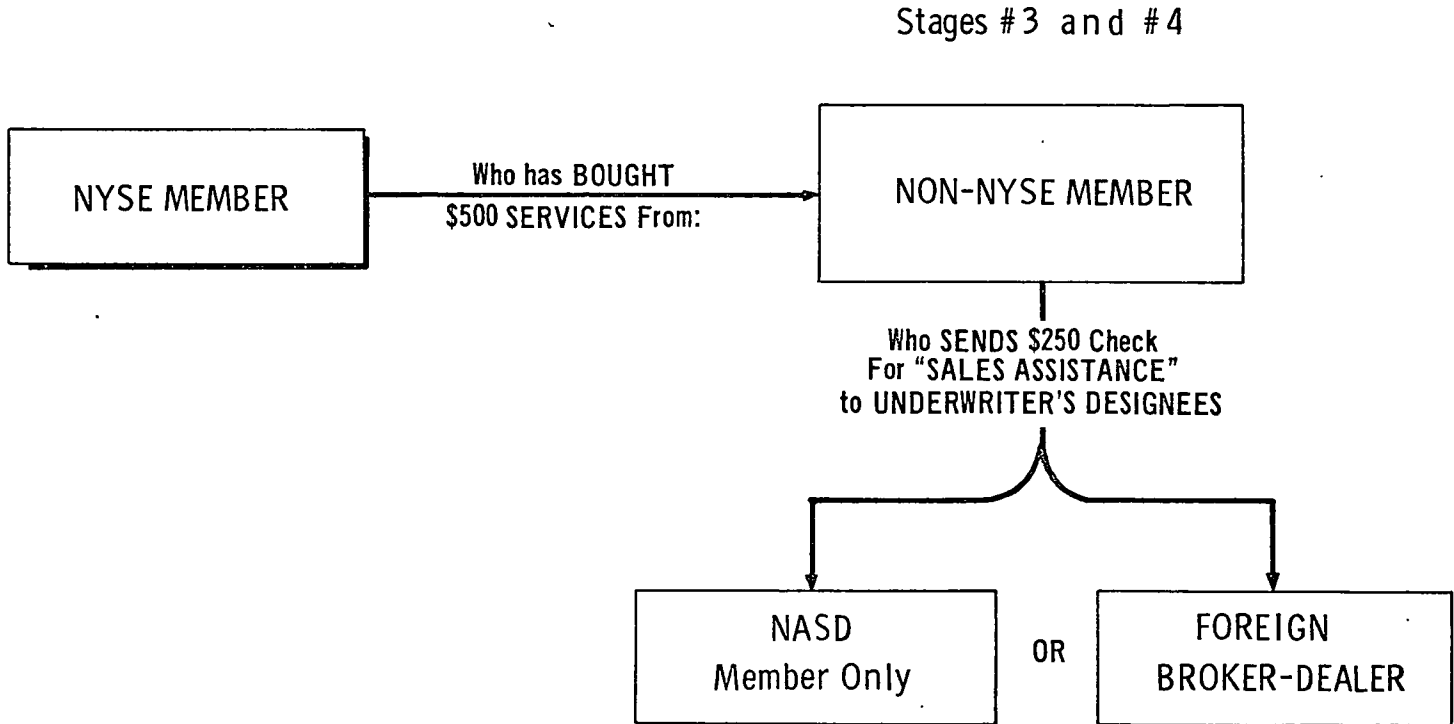 Stages #3 and #4
NYSE MEMBER
Who has BOUGHT
$500 SERVICES From:
NON-NYSE MEMBER
Who SENDS $250 Check
For "SALES ASSISTANCE"
to UNDERWRITER'S DESIGNEES
NASD
Member Only
OR
FOREIGN
BROKER-DEALER